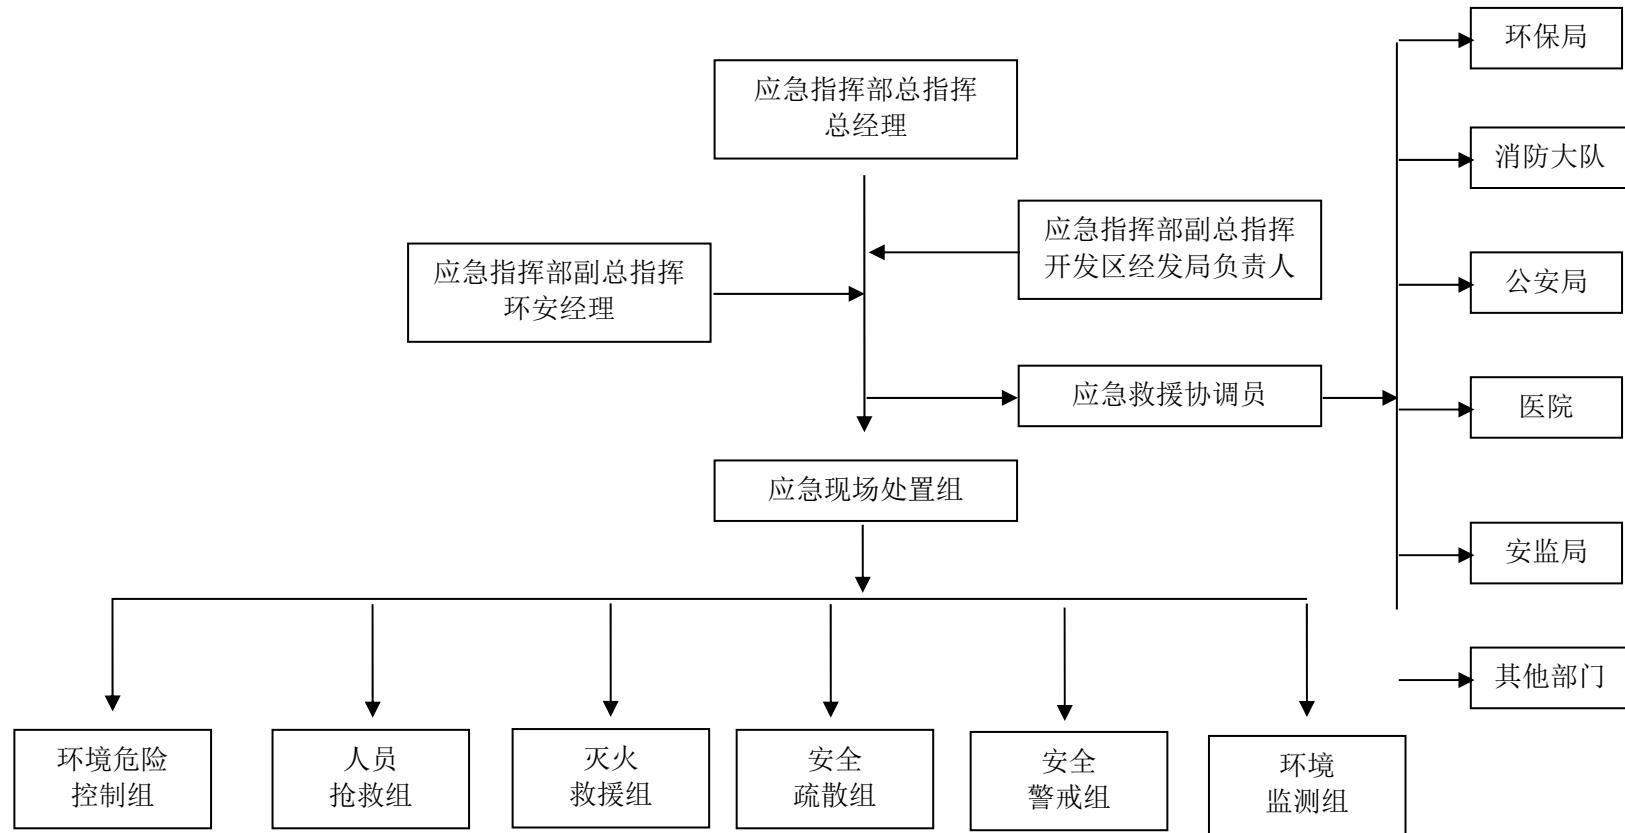 环保局
应急指挥部总指挥
总经理
消防大队
应急指挥部副总指挥
开发区经发局负责人
应急指挥部副总指挥
环安经理
公安局
应急救援协调员
医院
应急现场处置组
安监局
其他部门
环境危险
控制组
人员
抢救组
灭火
救援组
安全
疏散组
安全
警戒组
环境
监测组